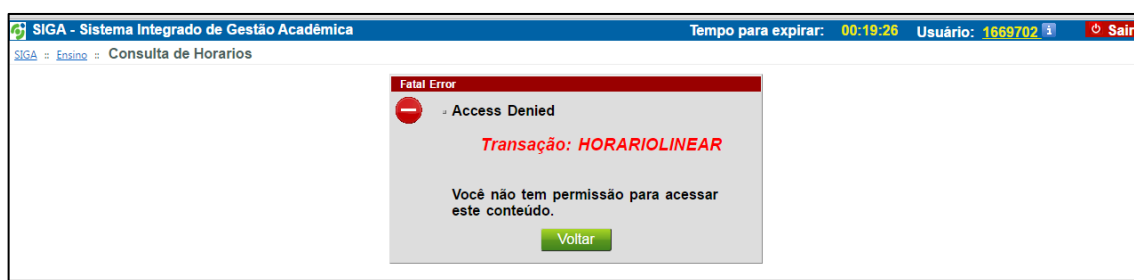 SIGA - Sistema Integrado de Gestão Acadêmica Tempo para expirar: 00:19:26 Usuário: 1669702 i Sair
SIGA :: Ensino :: Consulta de Horarios
Fatal Error
Access Denied
Transação: HORARIOLINEAR
Você não tem permissão para acessar
este conteúdo.
Voltar